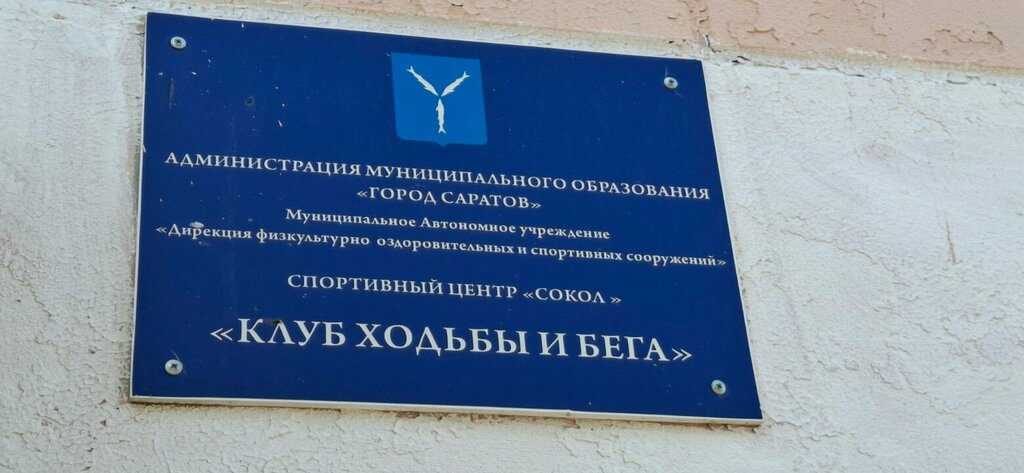 АДМИНИСТРАЦИЯ МУНИЦИПАЛЬНОГО ОБРАЗОВАНИЯ
«ГОРОД САРАТОВ»
Муниципальное Автономное учреждение
«Дирекция физкультурно оздоровительных и спортивных сооружений»
СПОРТИВНЫЙ ЦЕНТР «СОКОЛ »
«КЛУБ ХОДЬБЫ И БЕГА»